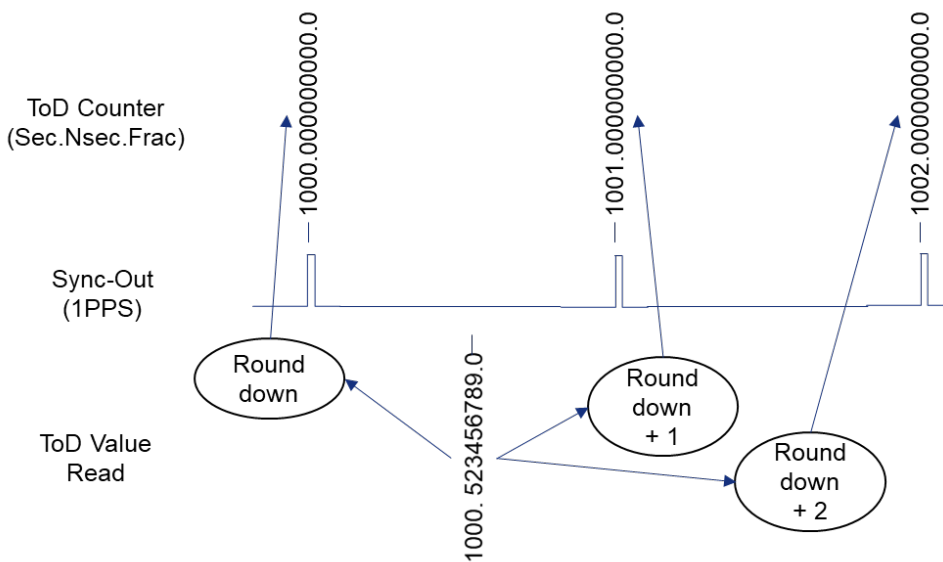 ToD Counter
(Sec.Nsec.Frac)
1000.000000000.0
1001.000000000.0
1002.000000000.0
Sync-Out
(1PPS)
Round
down
Round
down
+ 1
Round
down
+ 2
ToD Value
Read
1000. 523456789.0